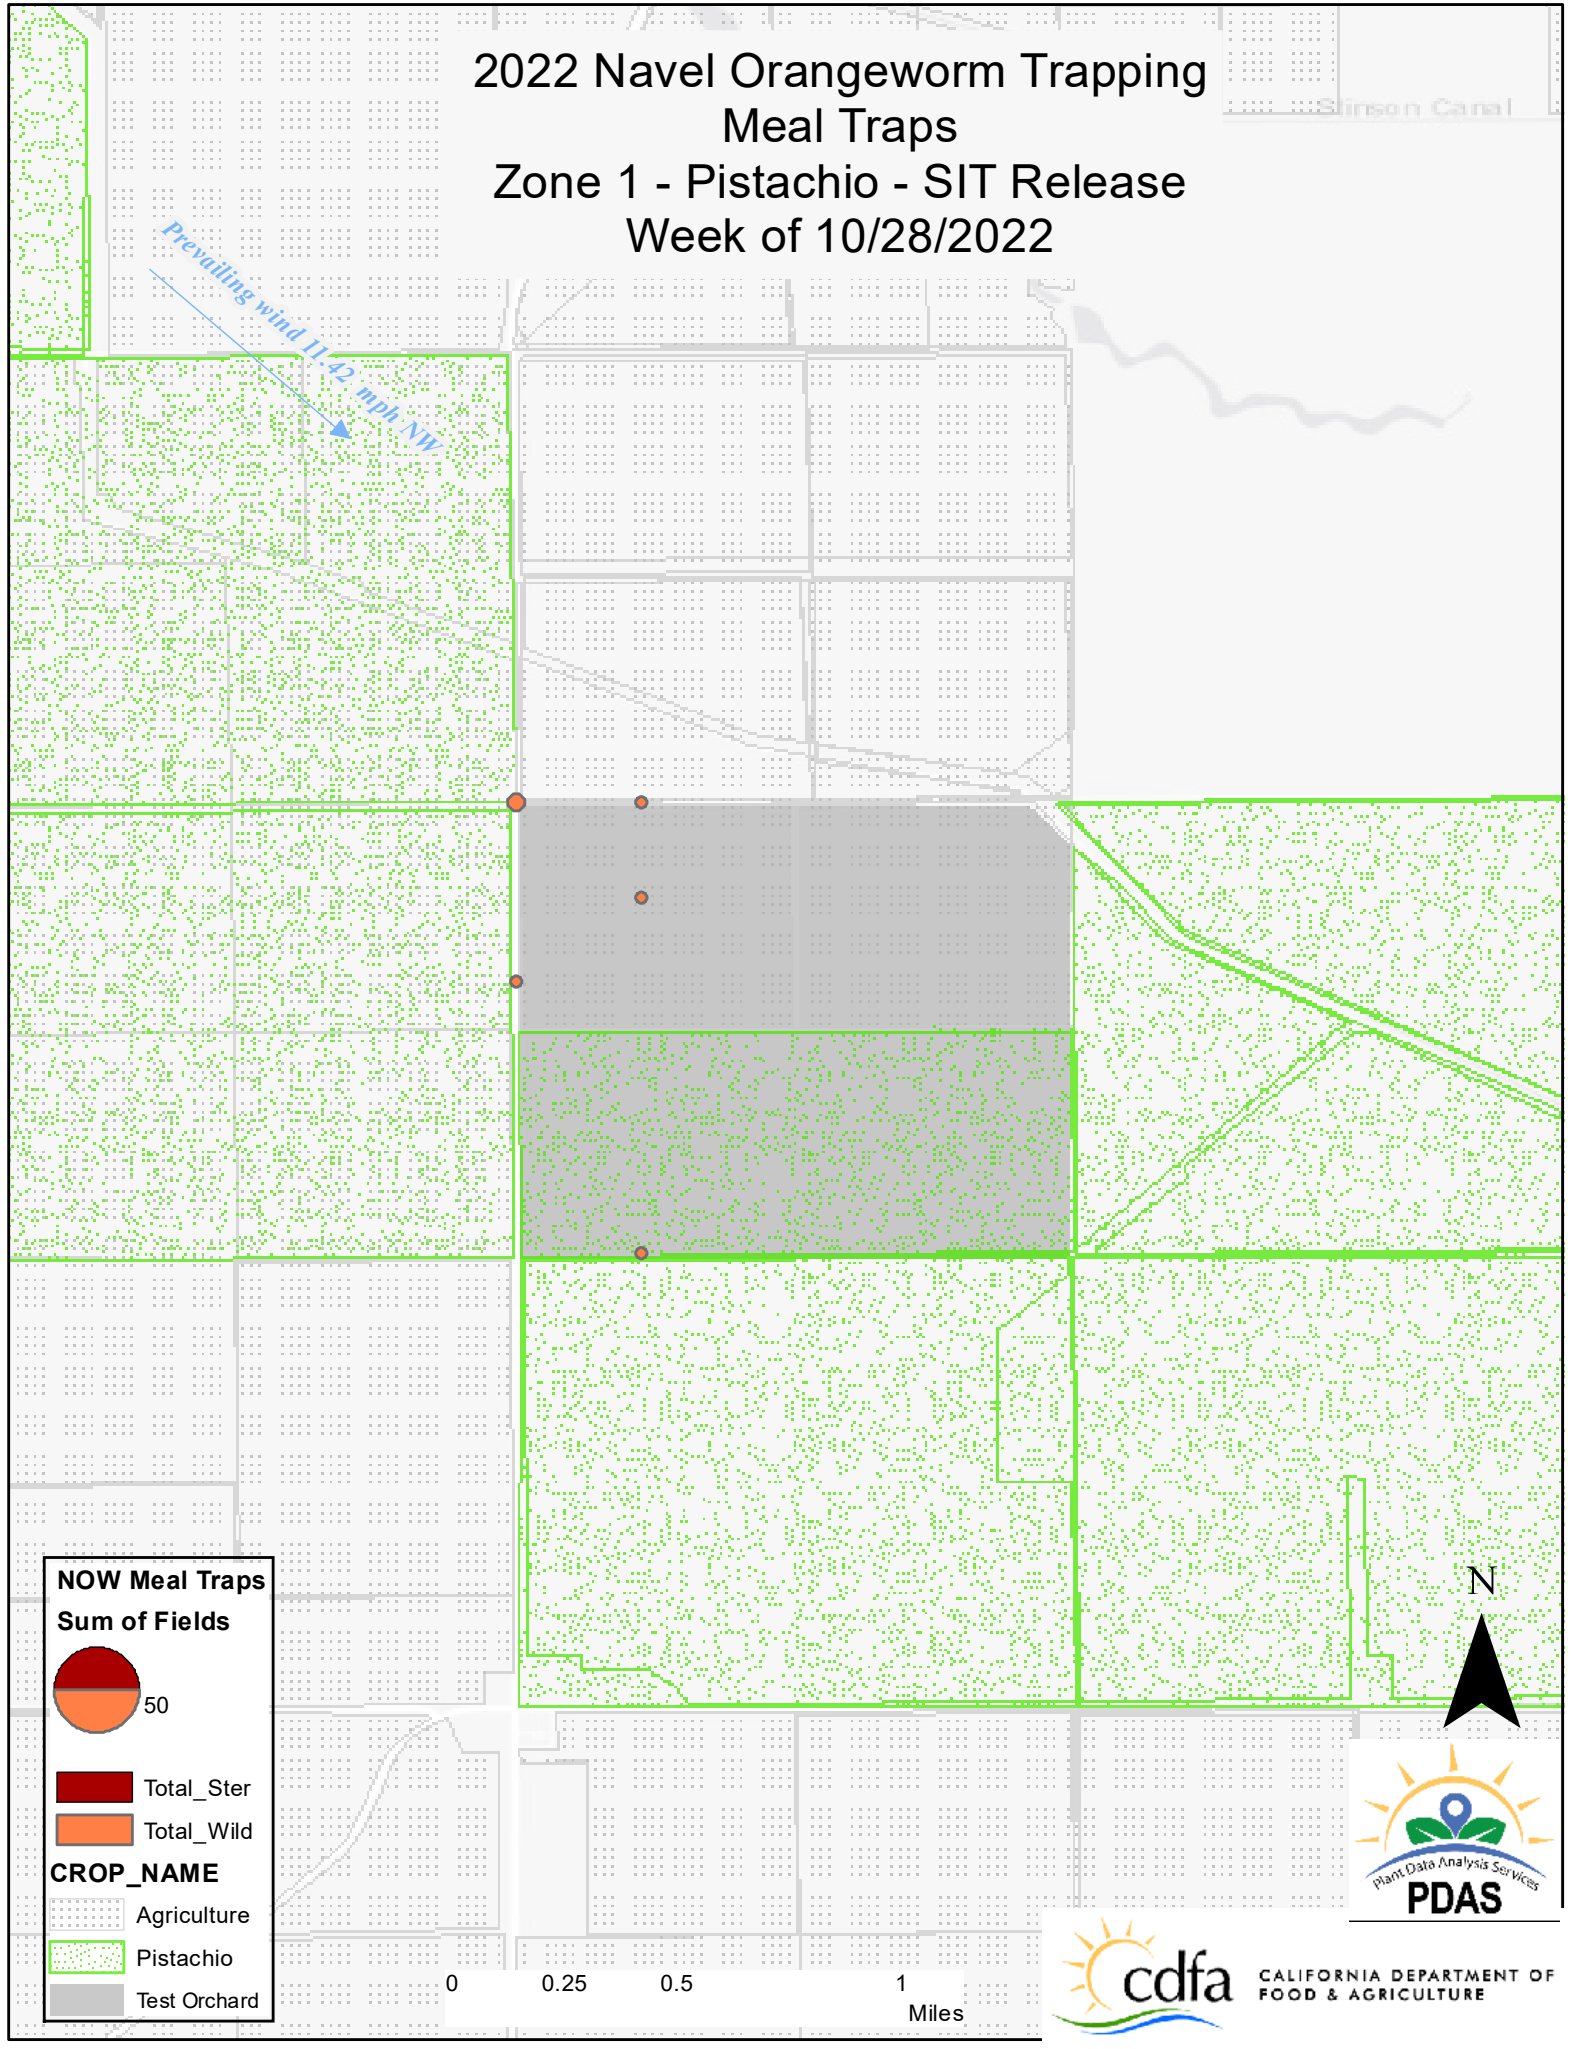 2022 Navel Orangeworm Trapping
Meal Traps
Zone 1 - Pistachio - SIT Release
Week of 10/28/2022
Stinson Canal
Prevailing wind 11.42 mph NW
NOW Meal Traps
Sum of Fields
50
Total_Ster
Total_Wild
CROP_NAME
Agriculture
Pistachio
Test Orchard
0 0.25 0.5 1
Miles
N
Plant Data Analysis Services
PDAS
cdfa
CALIFORNIA DEPARTMENT OF
FOOD & AGRICULTURE